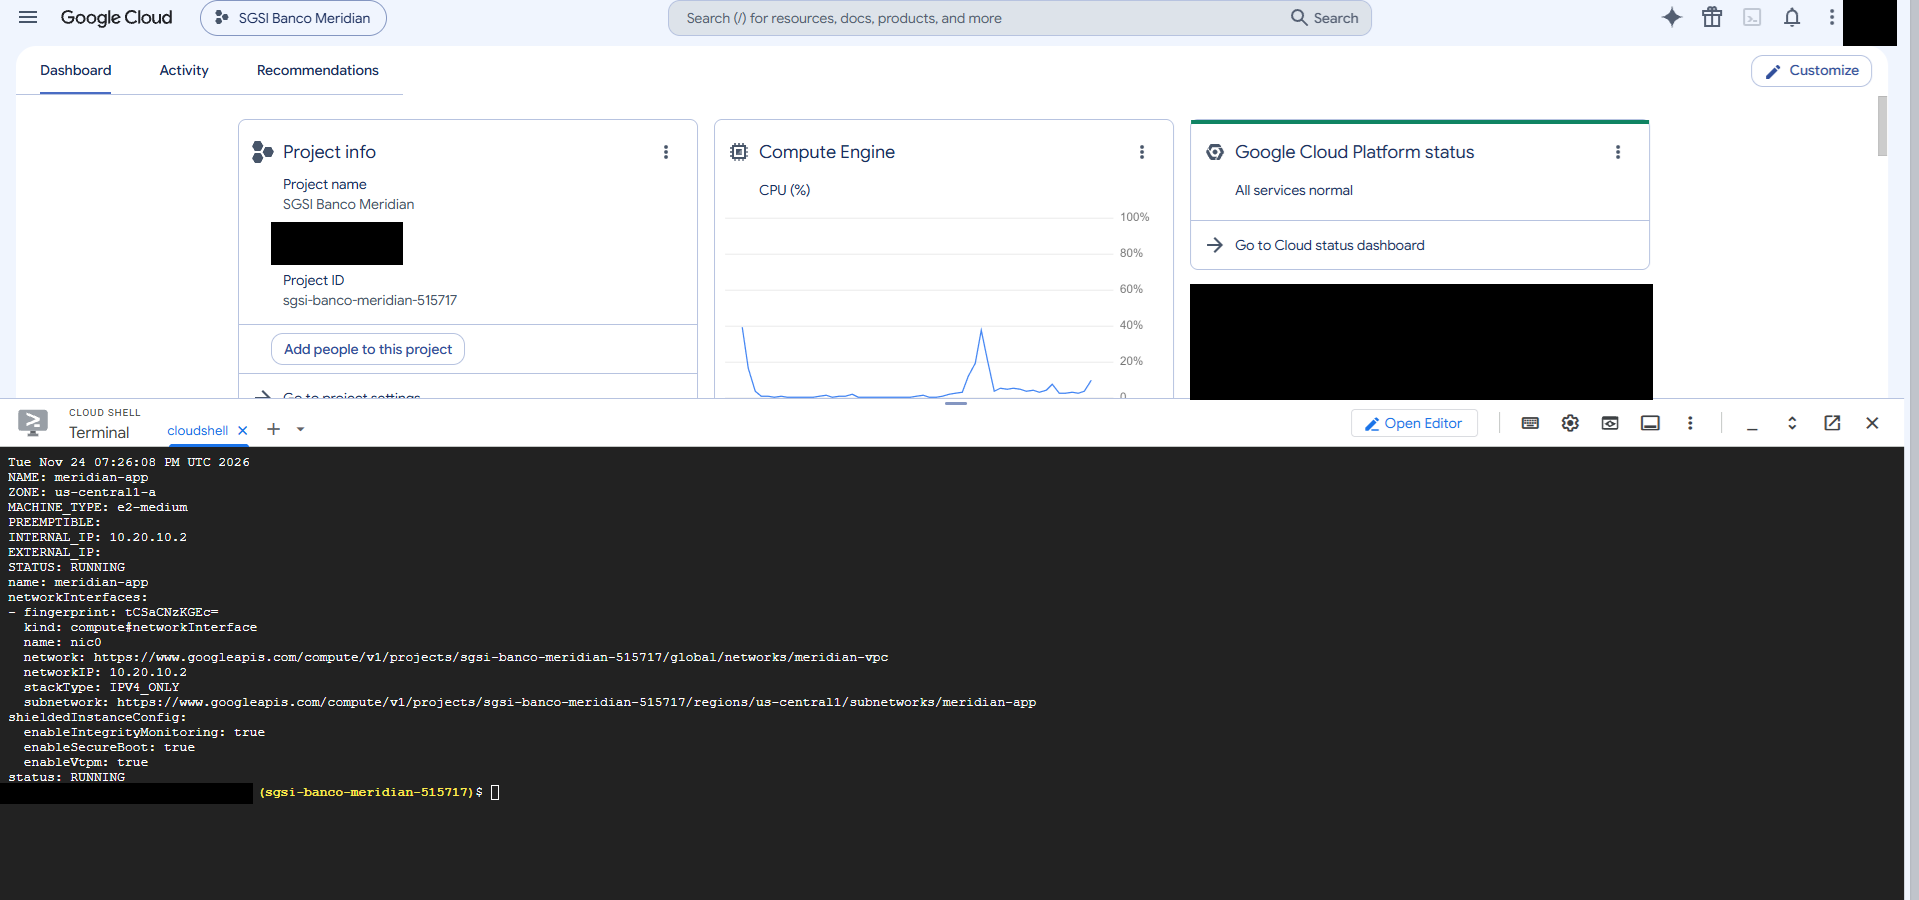 Google Cloud
SGSI Banco Meridian
Search (/) for resources, docs, products, and more
Search
Dashboard
Activity
Recommendations
Customize
Project info
Project name
SGSI Banco Meridian
Project ID
sgsi-banco-meridian-515717
Add people to this project
Go to project settings
Compute Engine
CPU (%)
100%
80%
60%
40%
20%
0
Google Cloud Platform status
All services normal
Go to Cloud status dashboard
CLOUD SHELL
Terminal
cloudshell
Open Editor
Tue Nov 24 07:26:08 PM UTC 2026
NAME: meridian-app
ZONE: us-central1-a
MACHINE_TYPE: e2-medium
PREEMPTIBLE:
INTERNAL_IP: 10.20.10.2
EXTERNAL_IP:
STATUS: RUNNING
name: meridian-app
networkInterfaces:
- fingerprint: tCSaCNzKGEc=
  kind: compute#networkInterface
  name: nic0
  network: https://www.googleapis.com/compute/v1/projects/sgsi-banco-meridian-515717/global/networks/meridian-vpc
  networkIP: 10.20.10.2
  stackType: IPV4_ONLY
  subnetwork: https://www.googleapis.com/compute/v1/projects/sgsi-banco-meridian-515717/regions/us-central1/subnetworks/meridian-app
shieldedInstanceConfig:
  enableIntegrityMonitoring: true
  enableSecureBoot: true
  enableVtpm: true
status: RUNNING
(sgsi-banco-meridian-515717)$